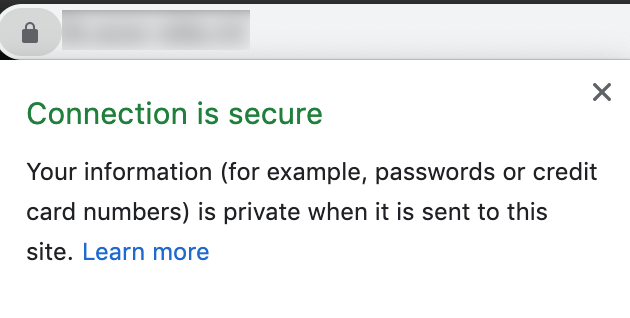 Connection is secure
Your information (for example, passwords or credit
card numbers) is private when it is sent to this
site. Learn more